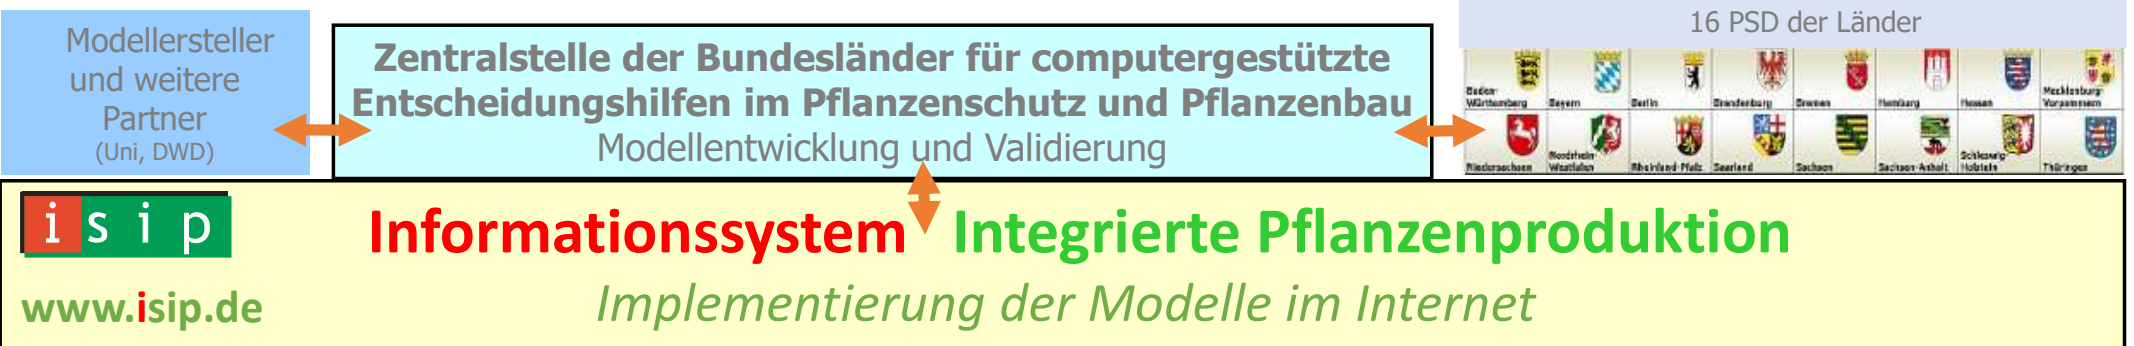 Modellersteller
und weitere
Partner
(Uni, DWD)
Zentralstelle der Bundesländer für computergestützte
Entscheidungshilfen im Pflanzenschutz und Pflanzenbau
Modellentwicklung und Validierung
16 PSD der Länder
Baden-
Württemberg
Bayern
Berlin
Brandenburg
Bremen
Hamburg
Hessen
Mecklenburg-
Vorpommern
Niedersachsen
Nordrhein-
Westfalen
Rheinland-Pfalz
Saarland
Sachsen
Sachsen-Anhalt
Schleswig-
Holstein
Thüringen
isip
Informationssystem Integrierte Pflanzenproduktion
www.isip.de
Implementierung der Modelle im Internet